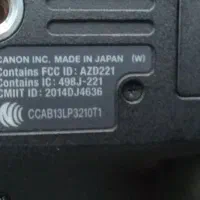 CANON INC. MADE IN JAPAN (W)
Contains FCC ID : AZD221
Contains IC : 498J-221
CMIIT ID : 2014DJ4636
CCAB13LP3210T1